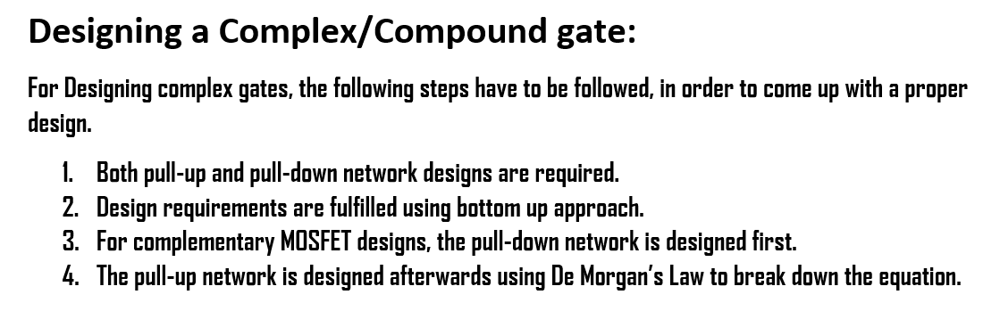 Designing a Complex/Compound gate:
For Designing complex gates, the following steps have to be followed, in order to come up with a proper
design.
1. Both pull-up and pull-down network designs are required.
2. Design requirements are fulfilled using bottom up approach.
3. For complementary MOSFET designs, the pull-down network is designed first.
4. The pull-up network is designed afterwards using De Morgan's Law to break down the equation.